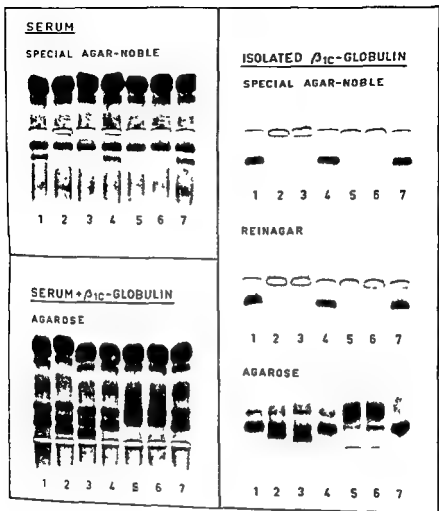 SERUM
SPECIAL AGAR-NOBLE
1 2 3 4 5 6 7
SERUM + β1C-GLOBULIN
AGAROSE
1 2 3 4 5 6 7
ISOLATED β1C-GLOBULIN
SPECIAL AGAR-NOBLE
1 2 3 4 5 6 7
REINAGAR
1 2 3 4 5 6 7
AGAROSE
1 2 3 4 5 6 7